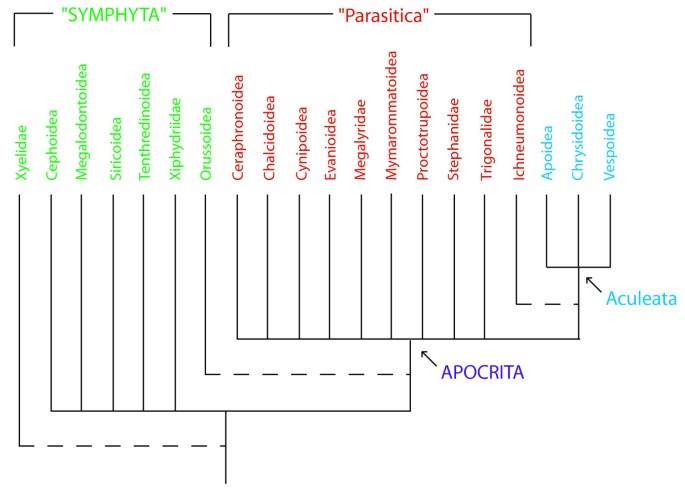 "SYMPHYTA"
"Parasitica"
Xyelidae
Cephoidea
Megalodontoidea
Siricoidea
Tenthredinoidea
Xiphydriidae
Orussoidea
Ceraphronoidea
Chalcidoidea
Cynipoidea
Evanioidea
Megalyridae
Mymarommatoidea
Proctotrupoidea
Stephanidae
Trigonalidae
Ichneumonoidea
Apoidea
Chrysidoidea
Vespoidea
Aculeata
APOCRITA